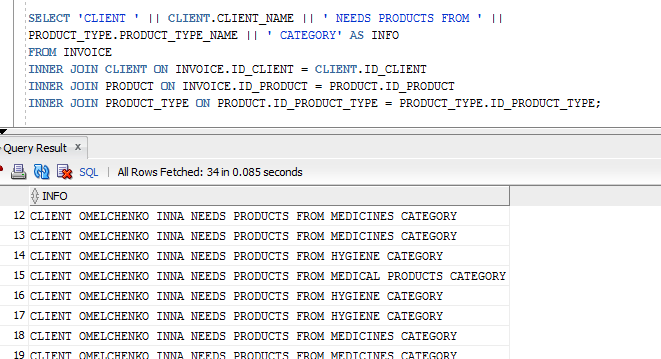 SELECT 'CLIENT ' || CLIENT.CLIENT_NAME || ' NEEDS PRODUCTS FROM ' ||
PRODUCT_TYPE.PRODUCT_TYPE_NAME || ' CATEGORY' AS INFO
FROM INVOICE
INNER JOIN CLIENT ON INVOICE.ID_CLIENT = CLIENT.ID_CLIENT
INNER JOIN PRODUCT ON INVOICE.ID_PRODUCT = PRODUCT.ID_PRODUCT
INNER JOIN PRODUCT_TYPE ON PRODUCT.ID_PRODUCT_TYPE = PRODUCT_TYPE.ID_PRODUCT_TYPE;
Query Result x
SQL | All Rows Fetched: 34 in 0.085 seconds
INFO
12 CLIENT OMELCHENKO INNA NEEDS PRODUCTS FROM MEDICINES CATEGORY
13 CLIENT OMELCHENKO INNA NEEDS PRODUCTS FROM MEDICINES CATEGORY
14 CLIENT OMELCHENKO INNA NEEDS PRODUCTS FROM HYGIENE CATEGORY
15 CLIENT OMELCHENKO INNA NEEDS PRODUCTS FROM MEDICAL PRODUCTS CATEGORY
16 CLIENT OMELCHENKO INNA NEEDS PRODUCTS FROM HYGIENE CATEGORY
17 CLIENT OMELCHENKO INNA NEEDS PRODUCTS FROM HYGIENE CATEGORY
18 CLIENT OMELCHENKO INNA NEEDS PRODUCTS FROM MEDICINES CATEGORY
19 CLIENT OMELCHENKO INNA NEEDS PRODUCTS FROM MEDICINES CATEGORY